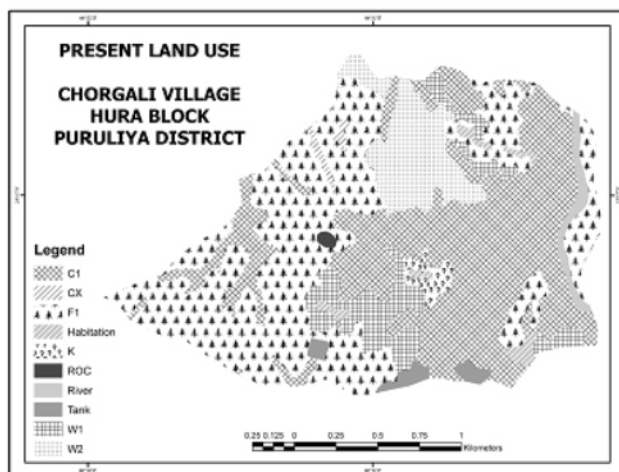 PRESENT LAND USE
CHORGALI VILLAGE
HURA BLOCK
PURULIYA DISTRICT
Legend
C1
CX
F1
Habitation
K
ROC
River
Tank
W1
W2
0.25 0.125 0 0.25 0.5 0.75 1
Kilometers